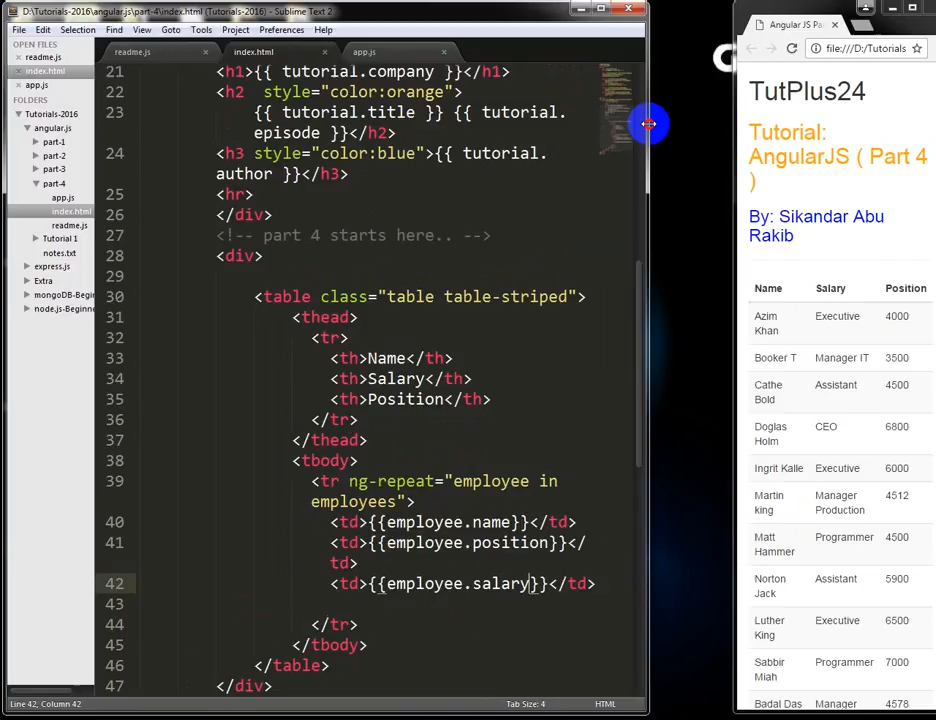 D:\Tutorials-2016\angular.js\part-4\index.html (Tutorials-2016) - Sublime Text 2
File Edit Selection Find View Goto Tools Project Preferences Help
OPEN FILES
readme.js
index.html
app.js
FOLDERS
Tutorials-2016
angular.js
part-1
part-2
part-3
part-4
app.js
index.html
readme.js
Tutorial 1
notes.txt
express.js
Extra
mongoDB-Begin
node.js-Beginne
readme.js index.html app.js
21 <h1>{{ tutorial.company }}</h1>
22 <h2  style="color:orange">
23 {{ tutorial.title }} {{ tutorial.
episode }}</h2>
24 <h3 style="color:blue">{{ tutorial.
author }}</h3>
25 <hr>
26 </div>
27 <!-- part 4 starts here.. -->
28 <div>
29
30 <table class="table table-striped">
31 <thead>
32 <tr>
33 <th>Name</th>
34 <th>Salary</th>
35 <th>Position</th>
36 </tr>
37 </thead>
38 <tbody>
39 <tr ng-repeat="employee in
employees">
40 <td>{{employee.name}}</td>
41 <td>{{employee.position}}</
td>
42 <td>{{employee.salary}}</td>
43
44 </tr>
45 </tbody>
46 </table>
47 </div>
Line 42, Column 42 Tab Size: 4 HTML
Angular JS Pa
file:///D:/Tutorials
TutPlus24
Tutorial:
AngularJS ( Part 4
)
By: Sikandar Abu
Rakib
Name Salary Position
Azim Khan Executive 4000
Booker T Manager IT 3500
Cathe Bold Assistant 4500
Doglas Holm CEO 6800
Ingrit Kalle Executive 6000
Martin king Manager Production 4512
Matt Hammer Programmer 4500
Norton Jack Assistant 5900
Luther King Executive 6500
Sabbir Miah Programmer 7000
Badal Das Manager 4578